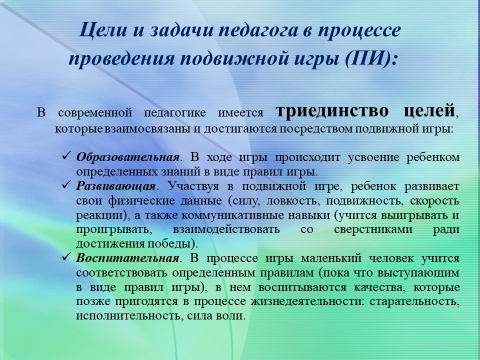 Цели и задачи педагога в процессе
проведения подвижной игры (ПИ):
В современной педагогике имеется триединство целей,
которые взаимосвязаны и достигаются посредством подвижной игры:
✓ Образовательная. В ходе игры происходит усвоение ребенком
определенных знаний в виде правил игры.
✓ Развивающая. Участвуя в подвижной игре, ребенок развивает
свои физические данные (силу, ловкость, подвижность, скорость
реакции), а также коммуникативные навыки (учится выигрывать и
проигрывать, взаимодействовать со сверстниками ради
достижения победы).
✓ Воспитательная. В процессе игры маленький человек учится
соответствовать определенным правилам (пока что выступающим
в виде правил игры), в нем воспитываются качества, которые
позже пригодятся в процессе жизнедеятельности: старательность,
исполнительность, сила воли.